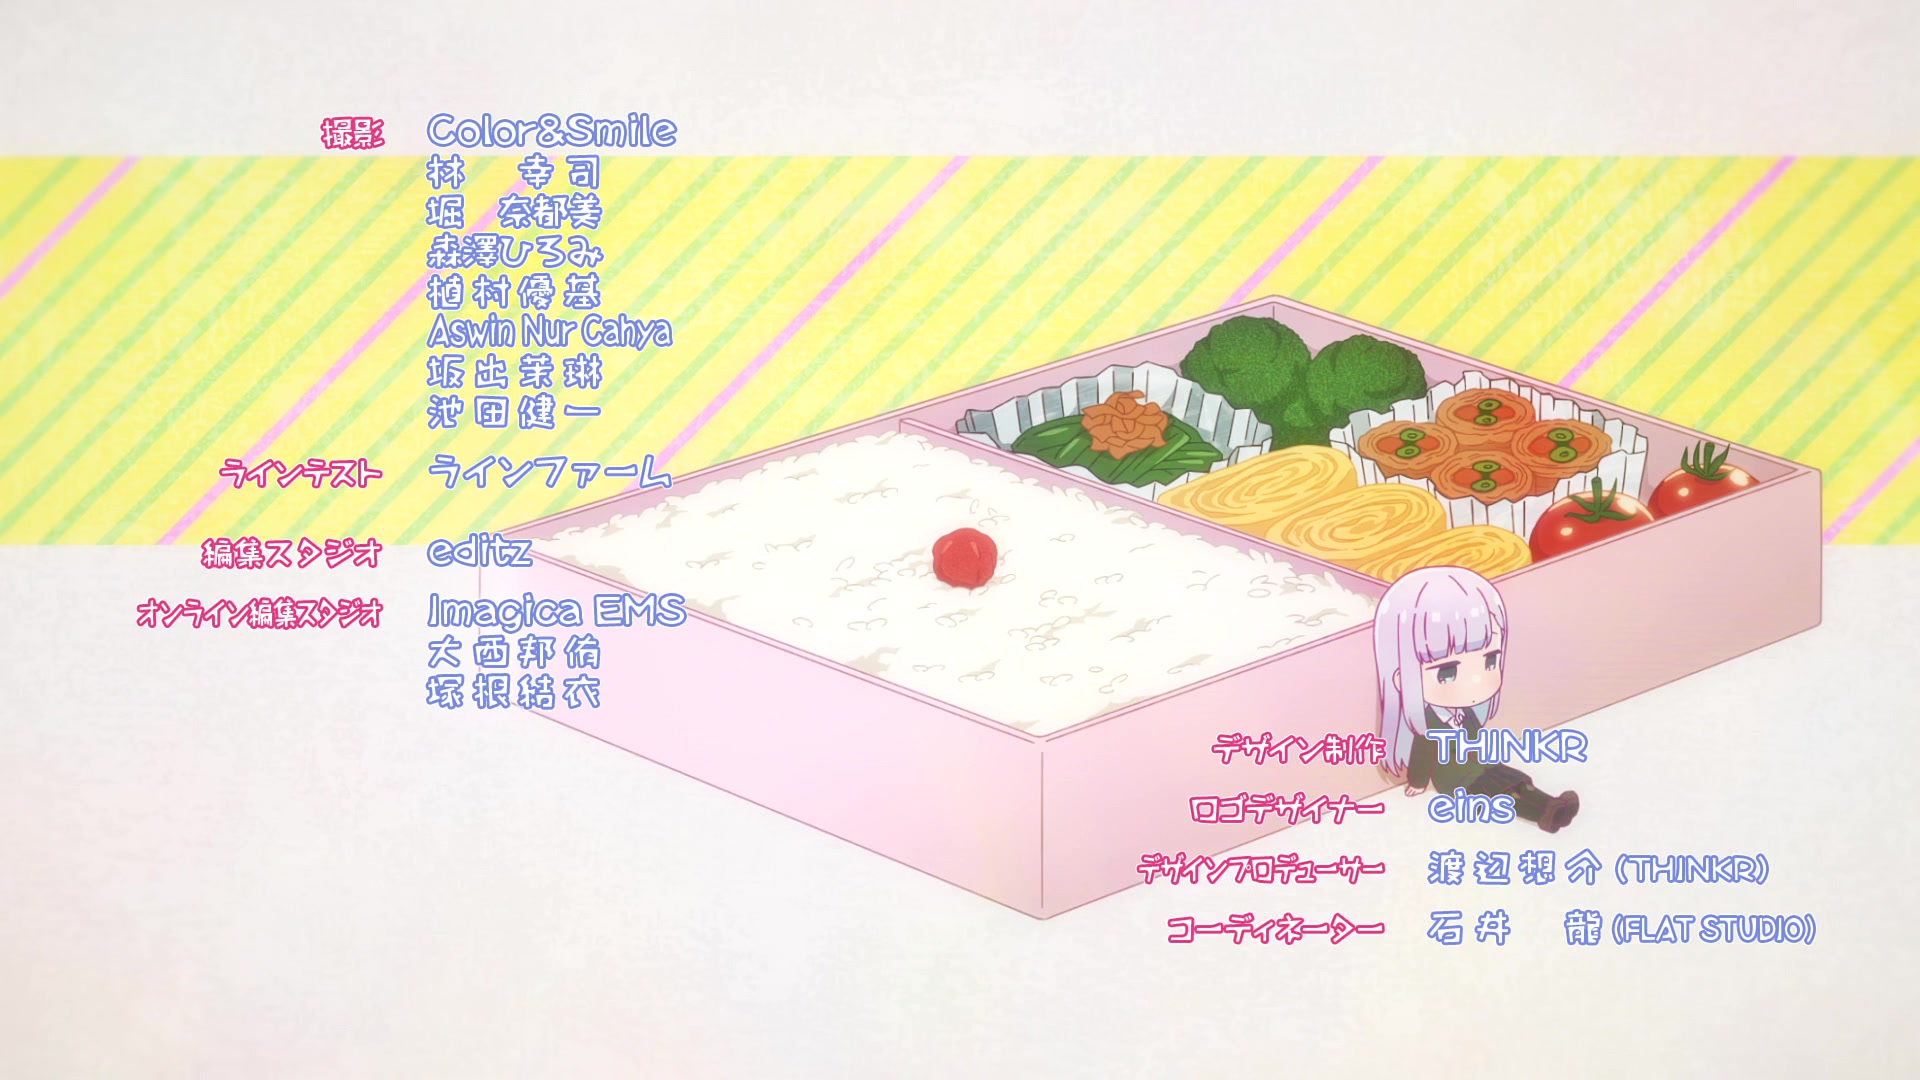 撮影 Color&Smile
林 幸司
堀 奈都美
森澤ひろみ
植村優基
Aswin Nur Cahya
坂出茉琳
池田健一
ラインテスト ラインファーム
編集スタジオ editz
オンライン編集スタジオ Imagica EMS
大西邦侑
塚根結衣
デザイン制作 THINKR
ロゴデザイナー eins
デザインプロデューサー 渡辺想介 (THINKR)
コーディネーター 石井 龍 (FLAT STUDIO)